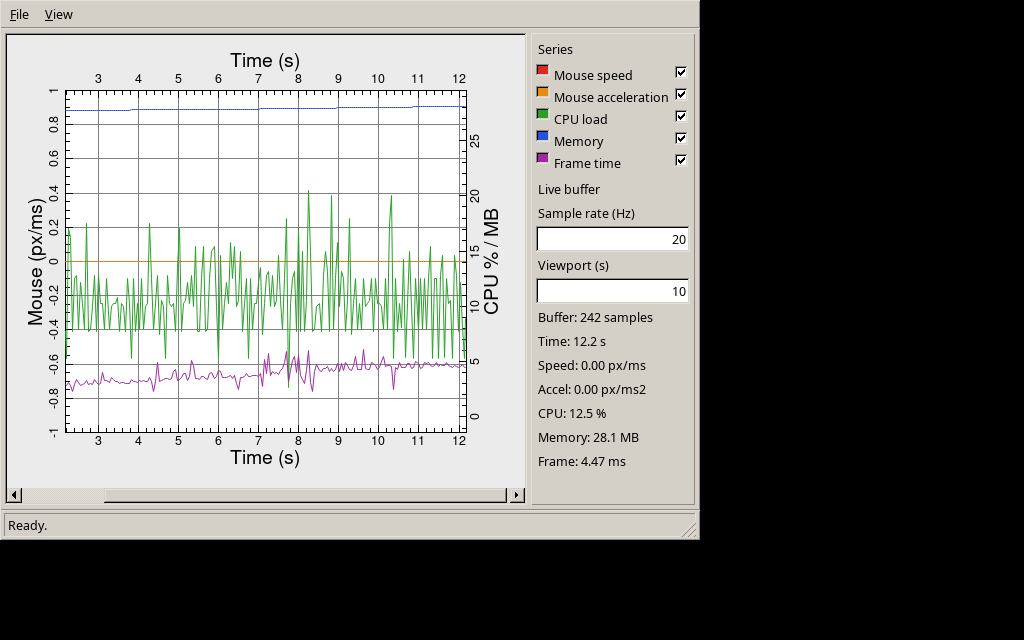 File View
Time (s)
3 4 5 6 7 8 9 10 11 12
1
0.8
0.6
0.4
0.2
0
-0.2
-0.4
-0.6
-0.8
-1
Mouse (px/ms)
25
20
15
10
5
0
CPU % / MB
3 4 5 6 7 8 9 10 11 12
Time (s)
Series
Mouse speed
Mouse acceleration
CPU load
Memory
Frame time
Live buffer
Sample rate (Hz)
20
Viewport (s)
10
Buffer: 242 samples
Time: 12.2 s
Speed: 0.00 px/ms
Accel: 0.00 px/ms2
CPU: 12.5 %
Memory: 28.1 MB
Frame: 4.47 ms
Ready.